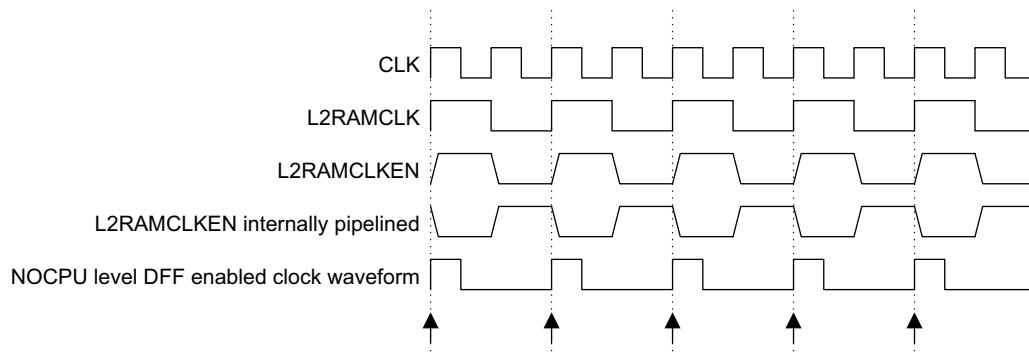 CLK
L2RAMCLK
L2RAMCLKEN
L2RAMCLKEN internally pipelined
NOCPU level DFF enabled clock waveform